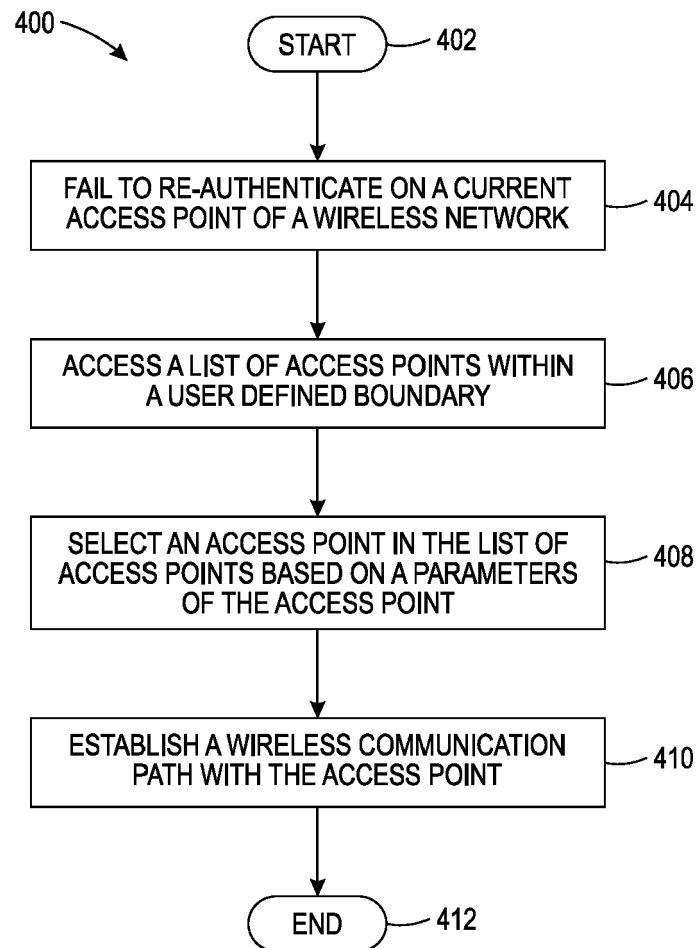 400
START
402
FAIL TO RE-AUTHENTICATE ON A CURRENT
ACCESS POINT OF A WIRELESS NETWORK
404
ACCESS A LIST OF ACCESS POINTS WITHIN
A USER DEFINED BOUNDARY
406
SELECT AN ACCESS POINT IN THE LIST OF
ACCESS POINTS BASED ON A PARAMETERS
OF THE ACCESS POINT
408
ESTABLISH A WIRELESS COMMUNICATION
PATH WITH THE ACCESS POINT
410
END
412